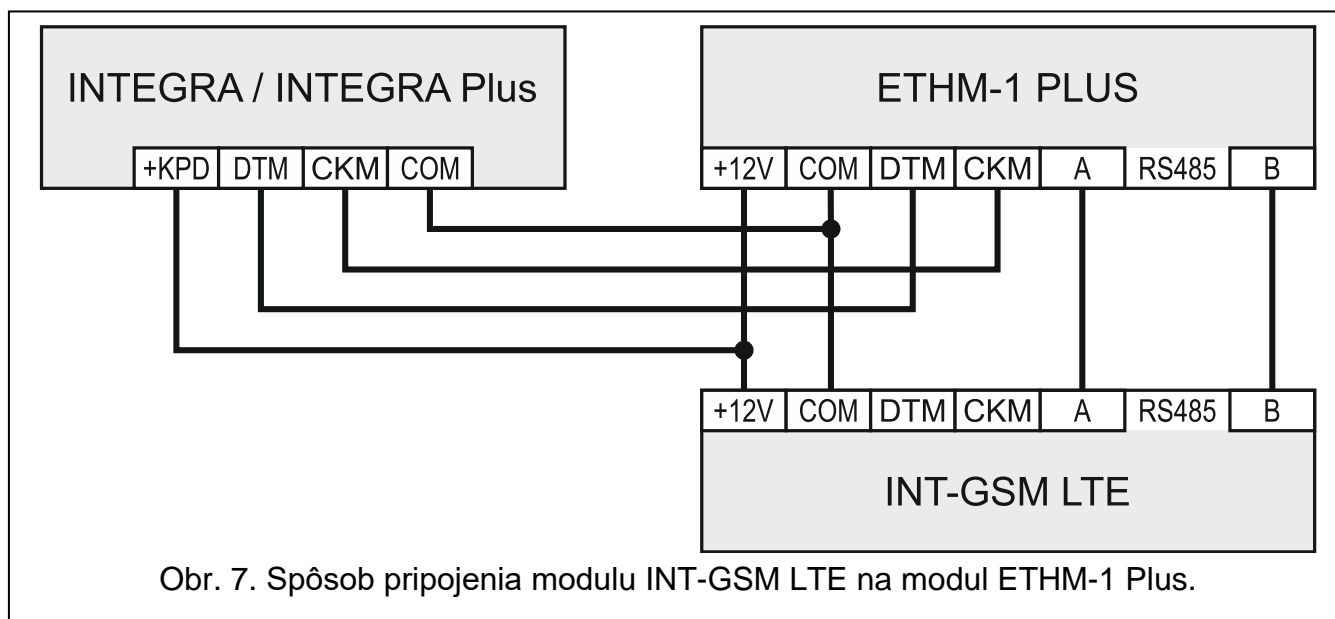 INTEGRA / INTEGRA Plus
+KPD DTM CKM COM
ETHM-1 PLUS
+12V COM DTM CKM A RS485 B
+12V COM DTM CKM A RS485 B
INT-GSM LTE
Obr. 7. Spôsob pripojenia modulu INT-GSM LTE na modul ETHM-1 Plus.